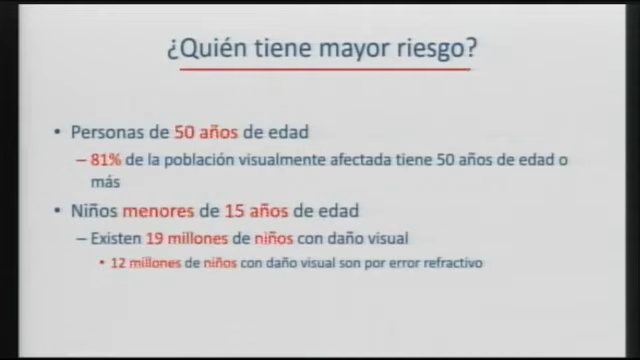 ¿Quién tiene mayor riesgo?
• Personas de 50 años de edad
– 81% de la población visualmente afectada tiene 50 años de edad o
más
• Niños menores de 15 años de edad
– Existen 19 millones de niños con daño visual
• 12 millones de niños con daño visual son por error refractivo